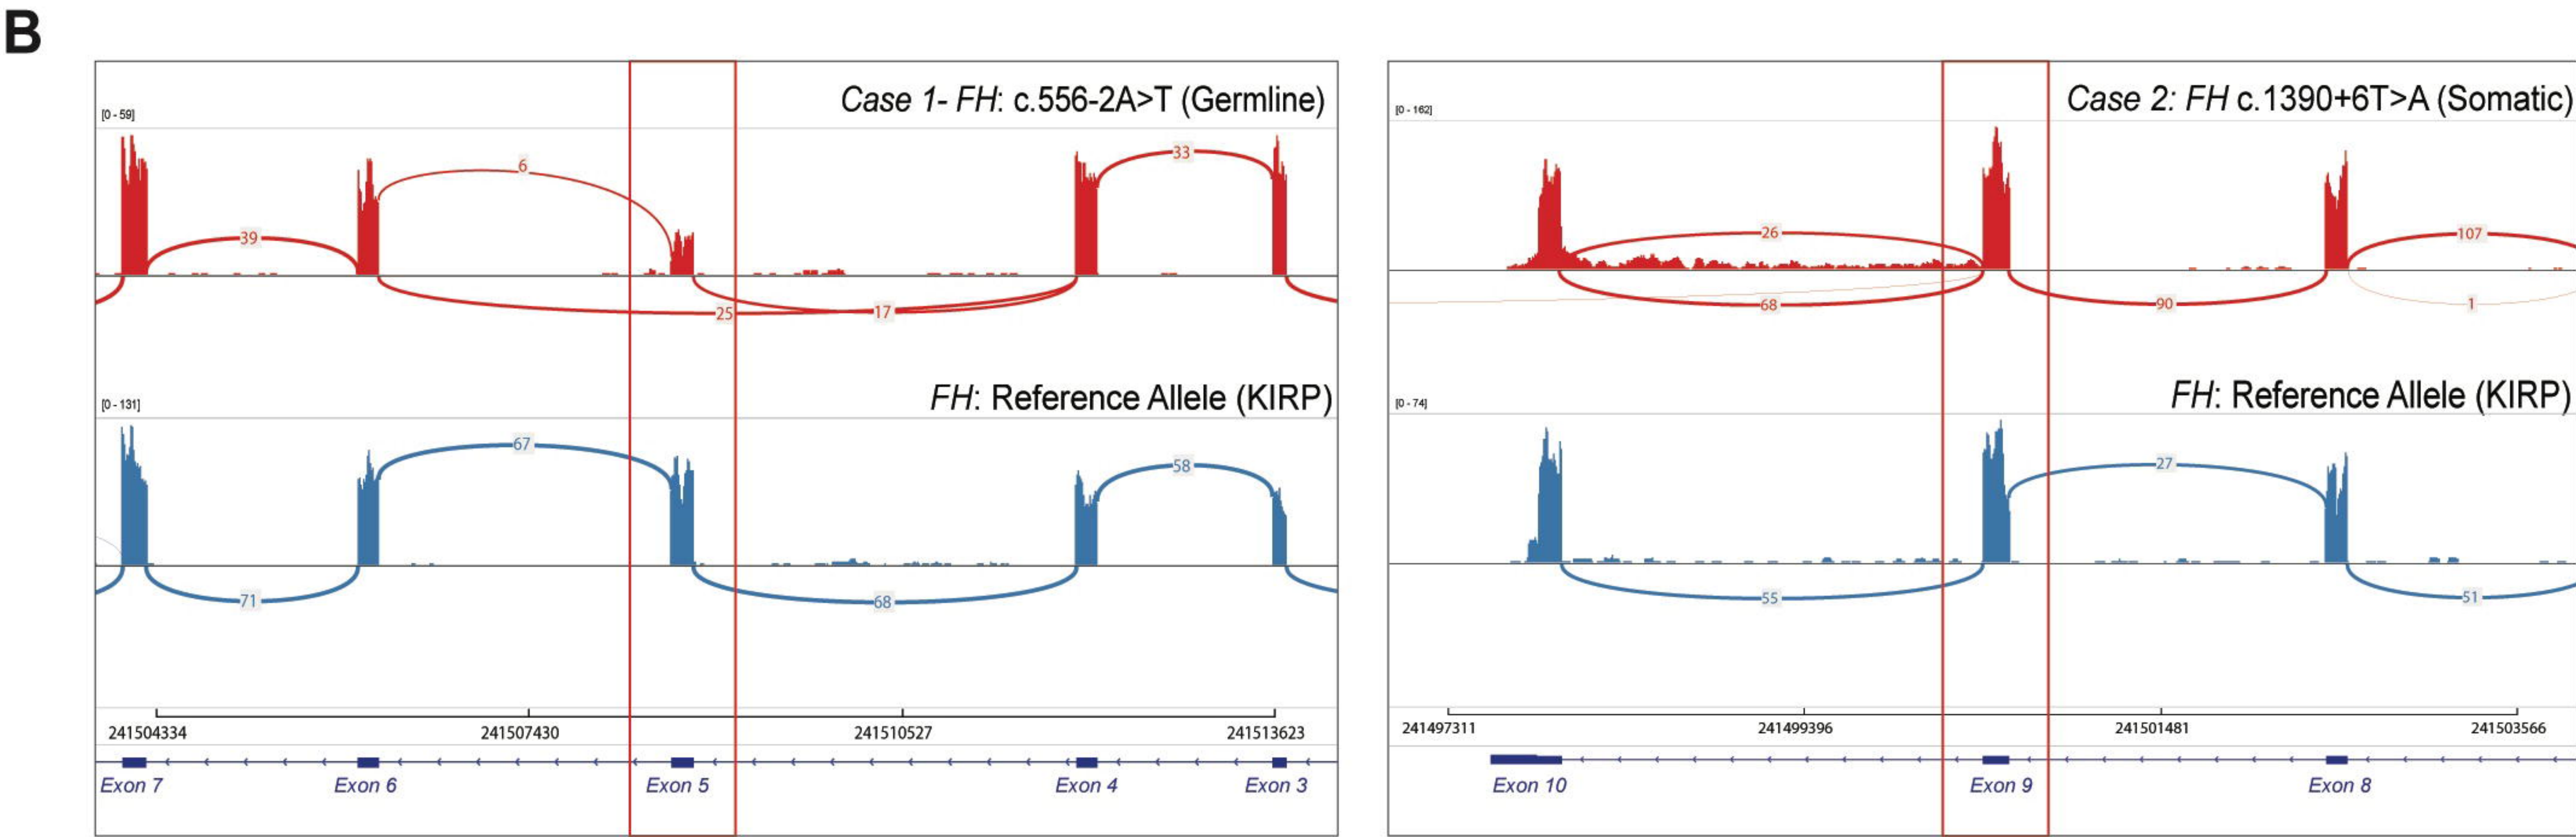 B
Case 1- FH: c.556-2A>T (Germline)
[0 - 59]
39
6
25
17
33
FH: Reference Allele (KIRP)
[0 - 131]
71
67
68
58
241504334
241507430
241510527
241513623
Exon 7
Exon 6
Exon 5
Exon 4
Exon 3
Case 2: FH c.1390+6T>A (Somatic)
[0 - 162]
26
68
90
107
1
FH: Reference Allele (KIRP)
[0 - 74]
55
27
51
241497311
241499396
241501481
241503566
Exon 10
Exon 9
Exon 8